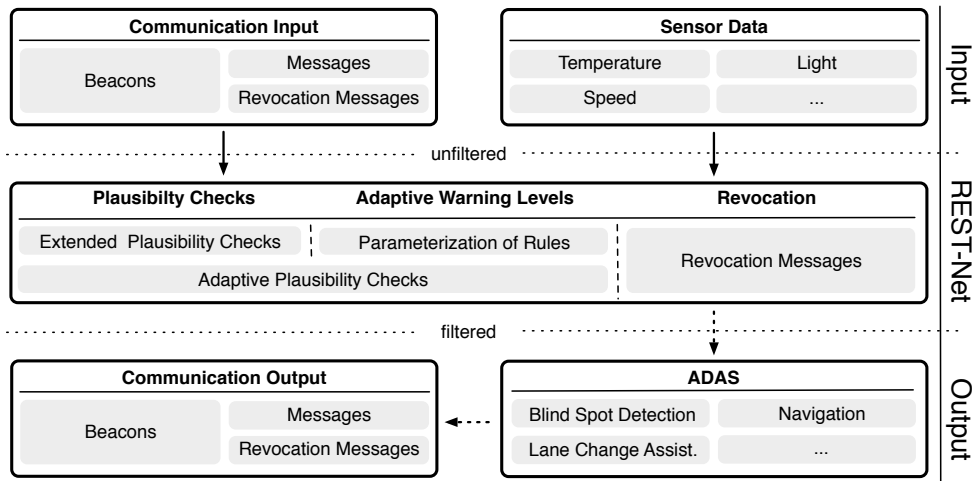 Communication Input
Beacons
Messages
Revocation Messages
Sensor Data
Temperature
Light
Speed
...
Input
unfiltered
Plausibilty Checks
Adaptive Warning Levels
Revocation
Extended Plausibility Checks
Parameterization of Rules
Adaptive Plausibility Checks
Revocation Messages
REST-Net
filtered
Communication Output
Beacons
Messages
Revocation Messages
ADAS
Blind Spot Detection
Navigation
Lane Change Assist.
...
Output